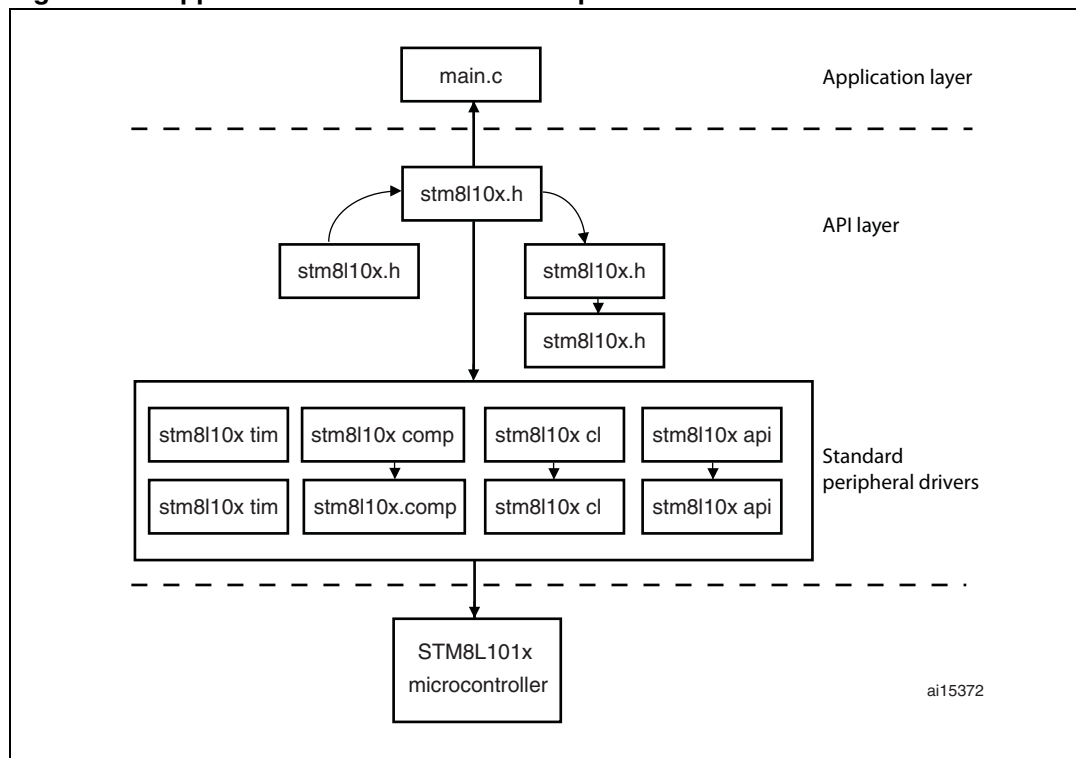 main.c
Application layer
stm8l10x.h
API layer
stm8l10x.h
stm8l10x.h
stm8l10x.h
stm8l10x tim
stm8l10x comp
stm8l10x cl
stm8l10x api
Standard
peripheral drivers
stm8l10x tim
stm8l10x.comp
stm8l10x cl
stm8l10x api
STM8L101x
microcontroller
ai15372